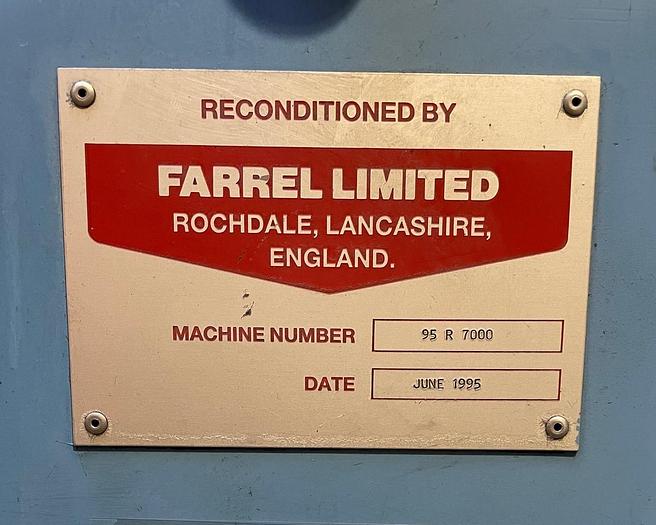 RECONDITIONED BY
FARREL LIMITED
ROCHDALE, LANCASHIRE,
ENGLAND.
MACHINE NUMBER 95 R 7000
DATE JUNE 1995